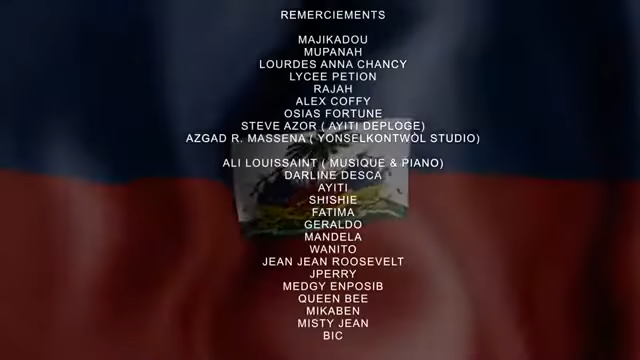 REMERCIEMENTS
MAJIKADOU
MUPANAH
LOURDES ANNA CHANCY
LYCEE PETION
RAJAH
ALEX COFFY
OSIAS FORTUNE
STEVE AZOR ( AYITI DEPLOGE)
AZGAD R. MASSENA ( YONSELKONTWÒL STUDIO)
ALI LOUISSAINT ( MUSIQUE & PIANO)
DARLINE DESCA
AYITI
SHISHIE
FATIMA
GERALDO
MANDELA
WANITO
JEAN JEAN ROOSEVELT
JPERRY
MEDGY ENPOSIB
QUEEN BEE
MIKABEN
MISTY JEAN
BIC